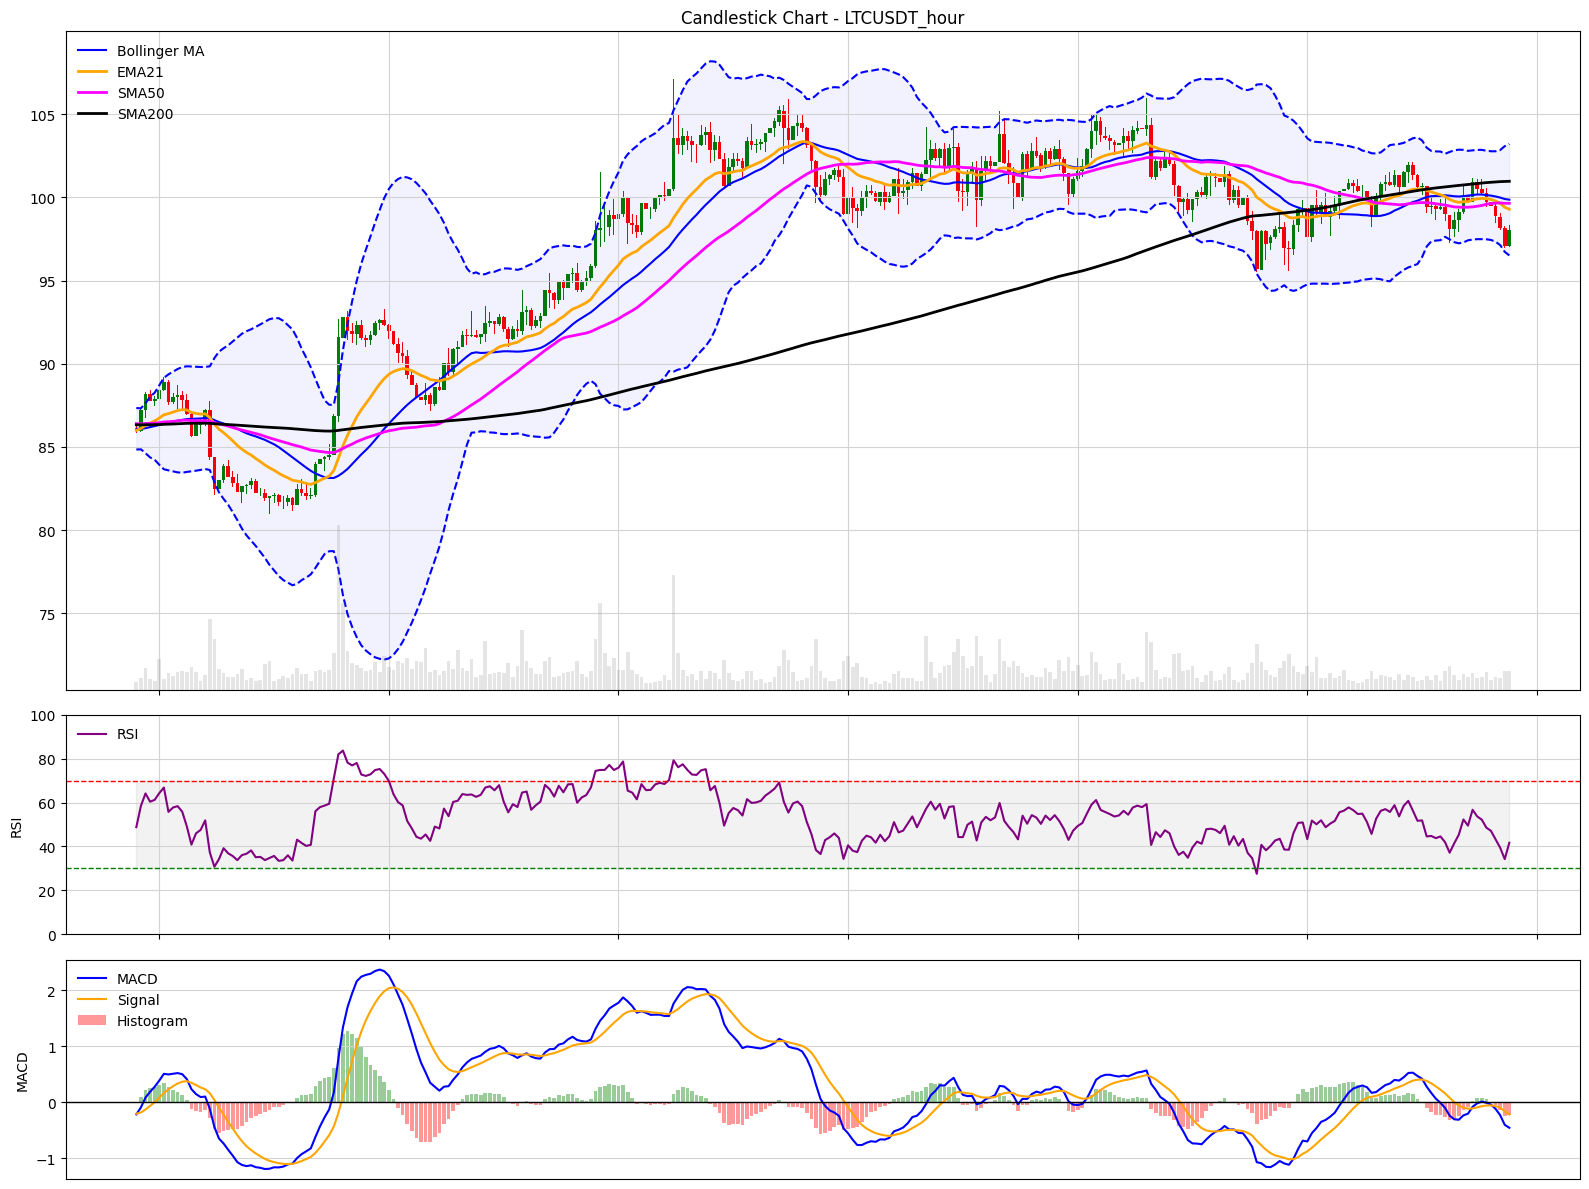 Candlestick Chart - LTCUSDT_hour
Bollinger MA
EMA21
SMA50
SMA200
105
100
95
90
85
80
75
RSI
100
80
60
40
20
0
RSI
MACD
Signal
Histogram
2
1
0
−1
MACD